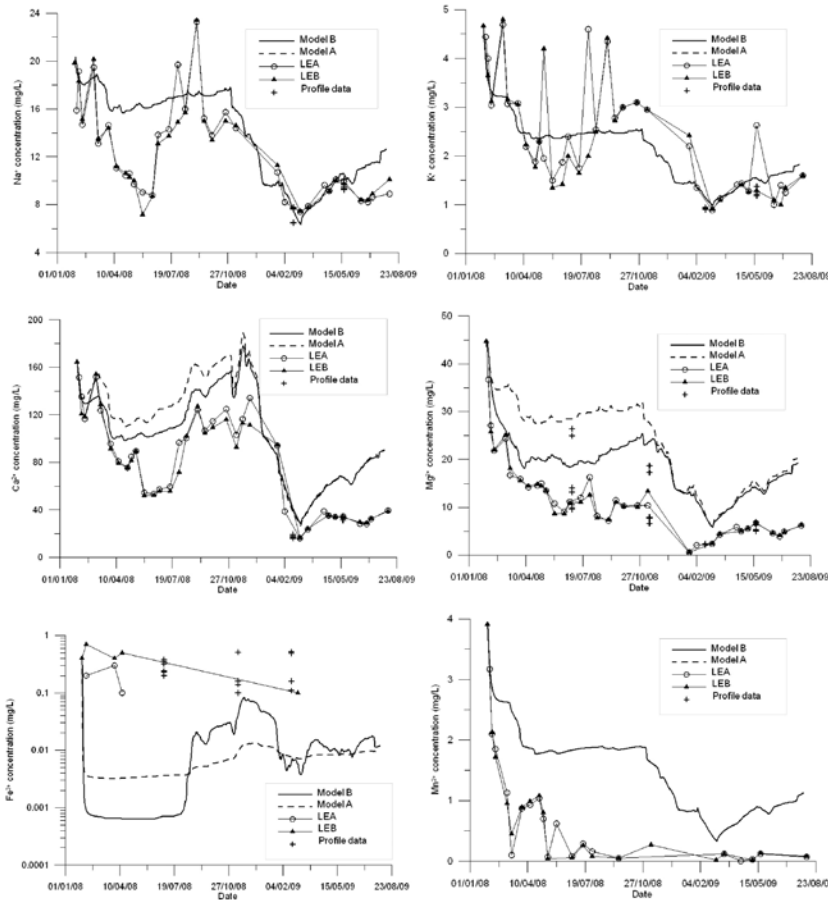 Na⁺ concentration (mg/L)
24
20
16
12
8
4
Model B
Model A
LEA
LEB
Profile data
01/01/08 10/04/08 19/07/08 27/10/08 04/02/09 15/05/09 23/08/09
Date
K⁺ concentration (mg/L)
5
4
3
2
1
0
Model B
Model A
LEA
LEB
Profile data
01/01/08 10/04/08 19/07/08 27/10/08 04/02/09 15/05/09 23/08/09
Date
Ca²⁺ concentration (mg/L)
200
160
120
80
40
0
Model B
Model A
LEA
LEB
Profile data
01/01/08 10/04/08 19/07/08 27/10/08 04/02/09 15/05/09 23/08/09
Date
Mg²⁺ concentration (mg/L)
50
40
30
20
10
0
Model B
Model A
LEA
LEB
Profile data
01/01/08 10/04/08 19/07/08 27/10/08 04/02/09 15/05/09 23/08/09
Date
Fe²⁺ concentration (mg/L)
1
0.1
0.01
0.001
0.0001
Model B
Model A
LEA
LEB
Profile data
01/01/08 10/04/08 19/07/08 27/10/08 04/02/09 15/05/09 23/08/09
Date
Mn²⁺ concentration (mg/L)
4
3
2
1
0
Model B
Model A
LEA
LEB
Profile data
01/01/08 10/04/08 19/07/08 27/10/08 04/02/09 15/05/09 23/08/09
Date